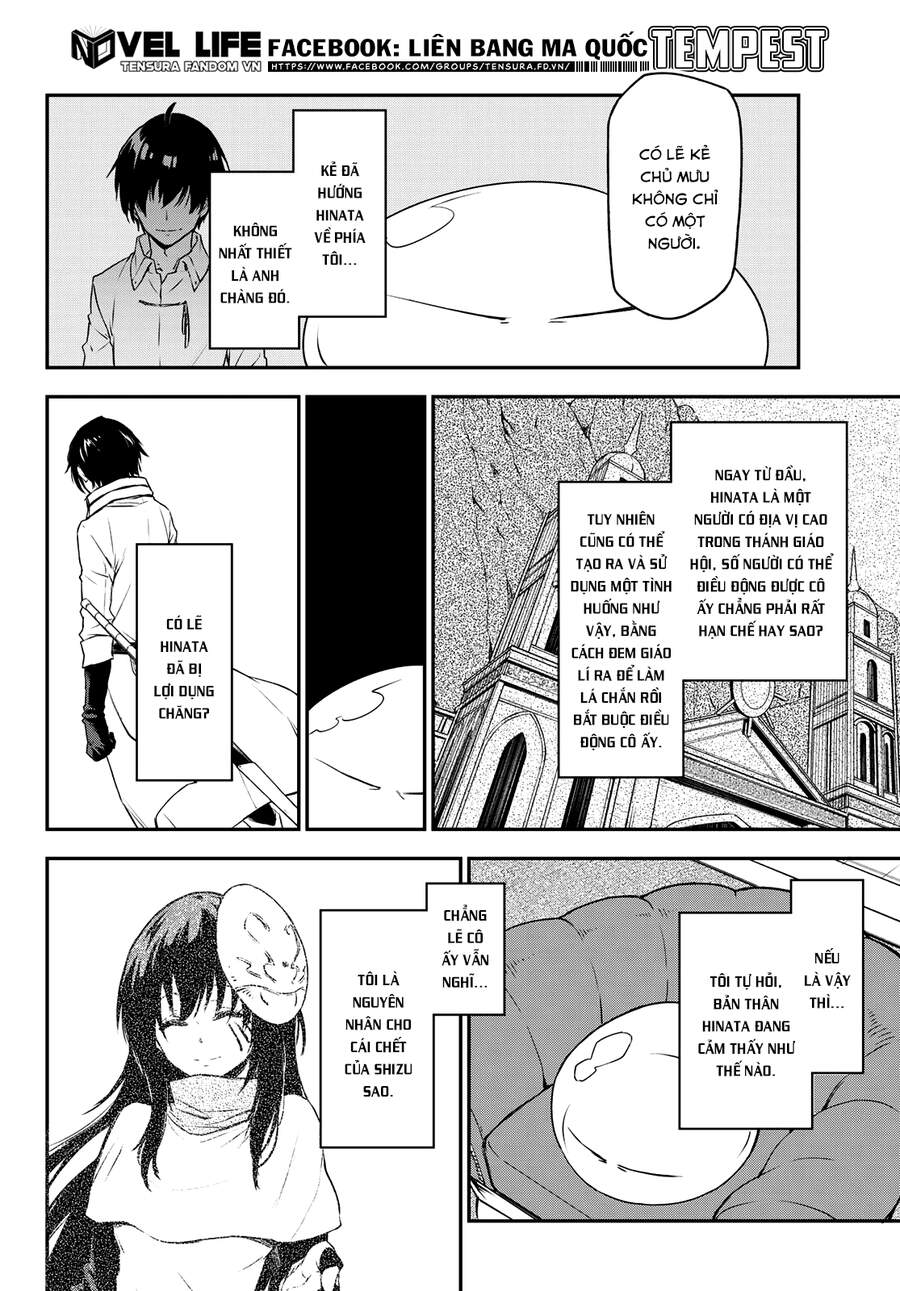 NOVEL LIFE
TENSURA FANDOM VN
FACEBOOK: LIÊN BANG MA QUỐC
HTTPS://WWW.FACEBOOK.COM/GROUPS/TENSURA.FD.VN/
TEMPEST
CÓ LẼ KẺ
CHỦ MƯU
KHÔNG CHỈ
CÓ MỘT
NGƯỜI.
KẺ ĐÃ
HƯỚNG
HINATA
VỀ PHÍA
TÔI...
KHÔNG
NHẤT THIẾT
LÀ ANH
CHÀNG ĐÓ.
NGAY TỪ ĐẦU,
HINATA LÀ MỘT
NGƯỜI CÓ ĐỊA VỊ CAO
TRONG THÁNH GIÁO
HỘI, SỐ NGƯỜI CÓ THỂ
ĐIỀU ĐỘNG ĐƯỢC CÔ
ẤY CHẲNG PHẢI RẤT
HẠN CHẾ HAY SAO?
TUY NHIÊN
CŨNG CÓ THỂ
TẠO RA VÀ SỬ
DỤNG MỘT TÌNH
HUỐNG NHƯ
VẬY, BẰNG
CÁCH ĐEM GIÁO
LÍ RA ĐỂ LÀM
LÁ CHẮN RỒI
BẮT BUỘC ĐIỀU
ĐỘNG CÔ ẤY.
CÓ LẼ
HINATA
ĐÃ BỊ
LỢI DỤNG
CHĂNG?
NẾU
LÀ VẬY
THÌ...
TÔI TỰ HỎI,
BẢN THÂN
HINATA ĐANG
CẢM THẤY NHƯ
THẾ NÀO.
CHẲNG
LẼ CÔ
ẤY VẪN
NGHĨ...
TÔI LÀ
NGUYÊN
NHÂN CHO
CÁI CHẾT
CỦA SHIZU
SAO.